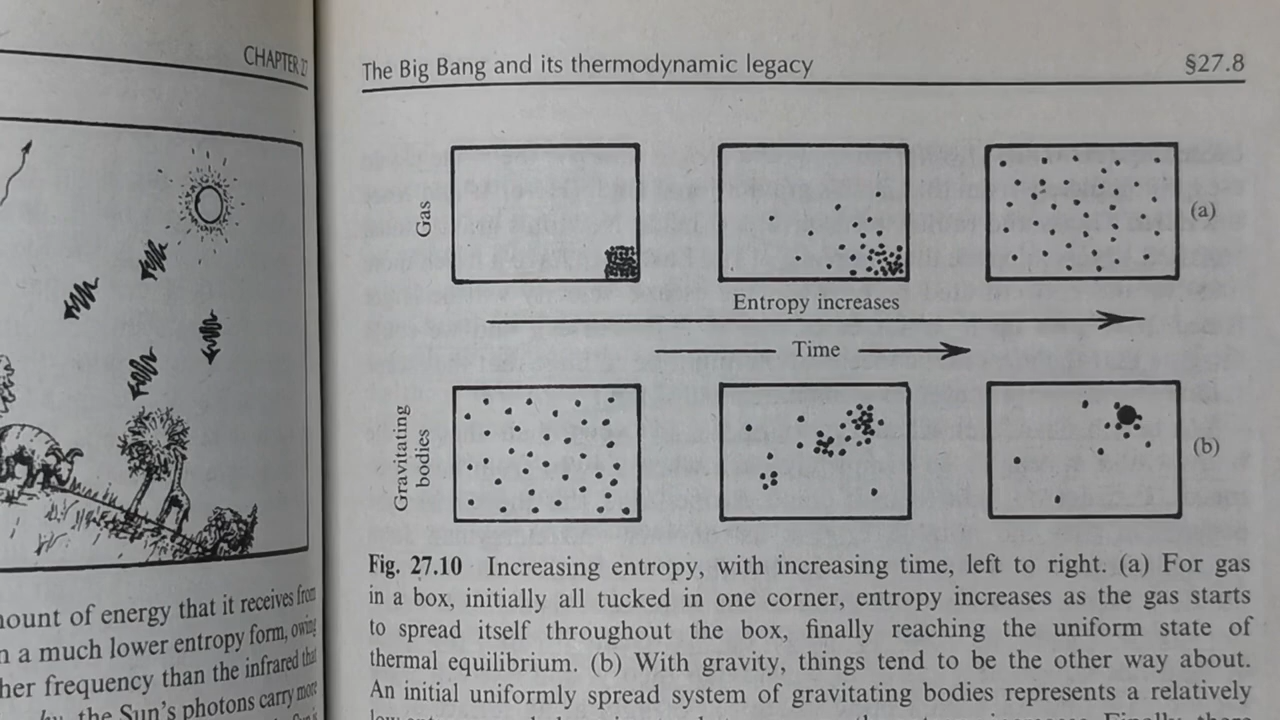 CHAPTER 27
ount of energy that it receives from
n a much lower entropy form, owing
her frequency than the infrared that
the Sun's photons carry more
The Big Bang and its thermodynamic legacy §27.8
Gas
(a)
Entropy increases
Time
Gravitating
bodies
(b)
Fig. 27.10 Increasing entropy, with increasing time, left to right. (a) For gas
in a box, initially all tucked in one corner, entropy increases as the gas starts
to spread itself throughout the box, finally reaching the uniform state of
thermal equilibrium. (b) With gravity, things tend to be the other way about.
An initial uniformly spread system of gravitating bodies represents a relatively